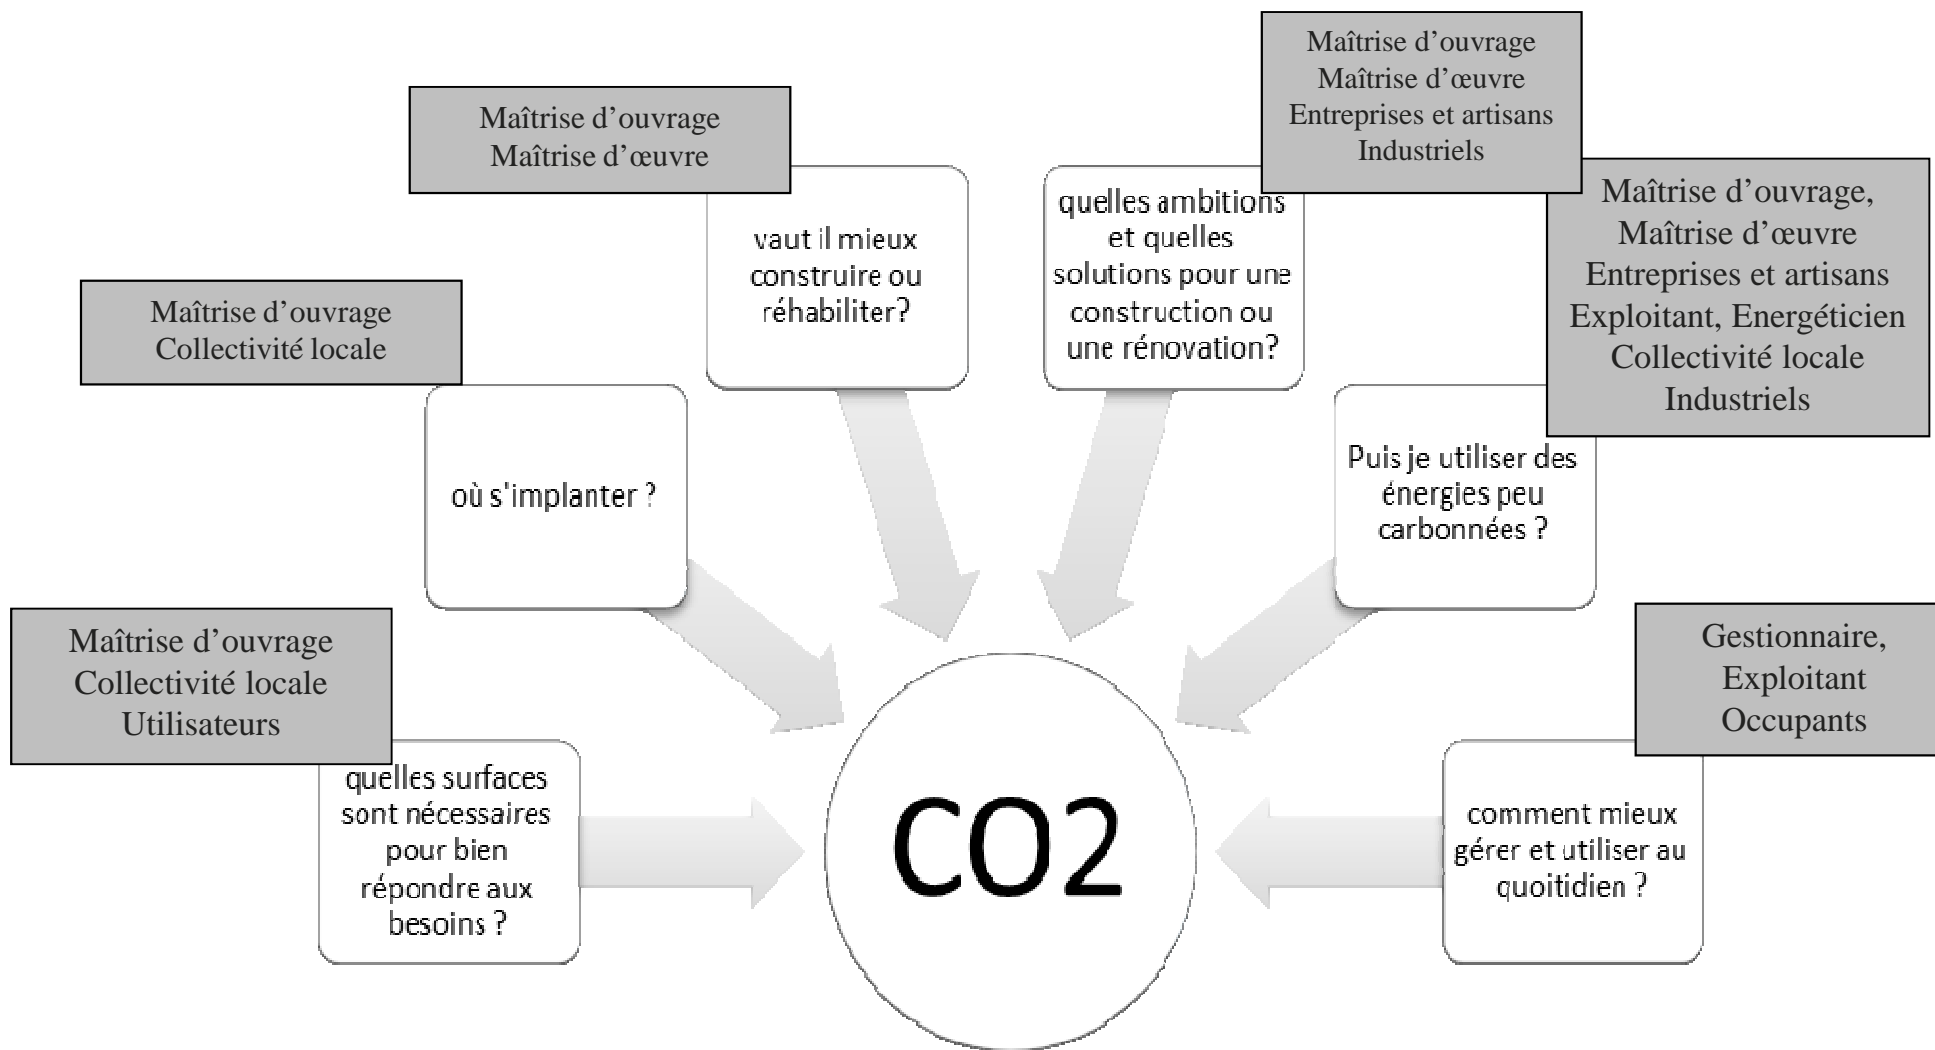 Maîtrise d’ouvrage
Collectivité locale
Utilisateurs
quelles surfaces
sont nécessaires
pour bien
répondre aux
besoins ?
Maîtrise d’ouvrage
Collectivité locale
où s'implanter ?
Maîtrise d’ouvrage
Maîtrise d’œuvre
vaut il mieux
construire ou
réhabiliter?
Maîtrise d’ouvrage
Maîtrise d’œuvre
Entreprises et artisans
Industriels
quelles ambitions
et quelles
solutions pour une
construction ou
une rénovation?
Maîtrise d’ouvrage,
Maîtrise d’œuvre
Entreprises et artisans
Exploitant, Energéticien
Collectivité locale
Industriels
Puis je utiliser des
énergies peu
carbonnées ?
Gestionnaire,
Exploitant
Occupants
comment mieux
gérer et utiliser au
quoitidien ?
CO2